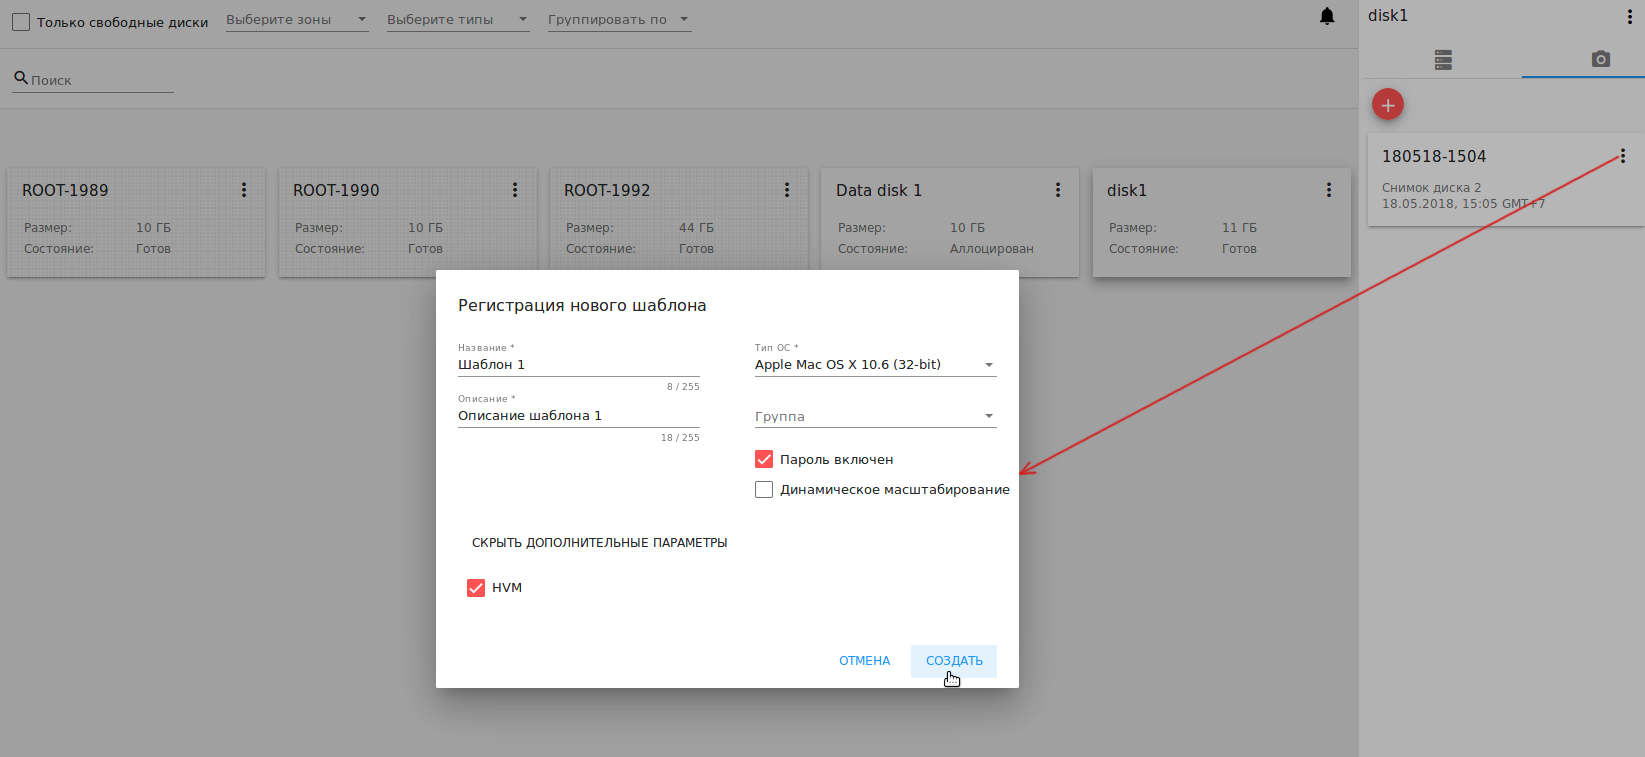 Только свободные диски
Выберите зоны
Выберите типы
Группировать по
Поиск
ROOT-1989
Размер: 10 ГБ
Состояние: Готов
ROOT-1990
Размер: 10 ГБ
Состояние: Готов
ROOT-1992
Размер: 44 ГБ
Состояние: Готов
Data disk 1
Размер: 10 ГБ
Состояние: Аллоцирован
disk1
Размер: 11 ГБ
Состояние: Готов
Регистрация нового шаблона
Название *
Шаблон 1
8 / 255
Описание *
Описание шаблона 1
18 / 255
Тип ОС *
Apple Mac OS X 10.6 (32-bit)
Группа
Пароль включен
Динамическое масштабирование
СКРЫТЬ ДОПОЛНИТЕЛЬНЫЕ ПАРАМЕТРЫ
HVM
ОТМЕНА
СОЗДАТЬ
disk1
180518-1504
Снимок диска 2
18.05.2018, 15:05 GMT+7